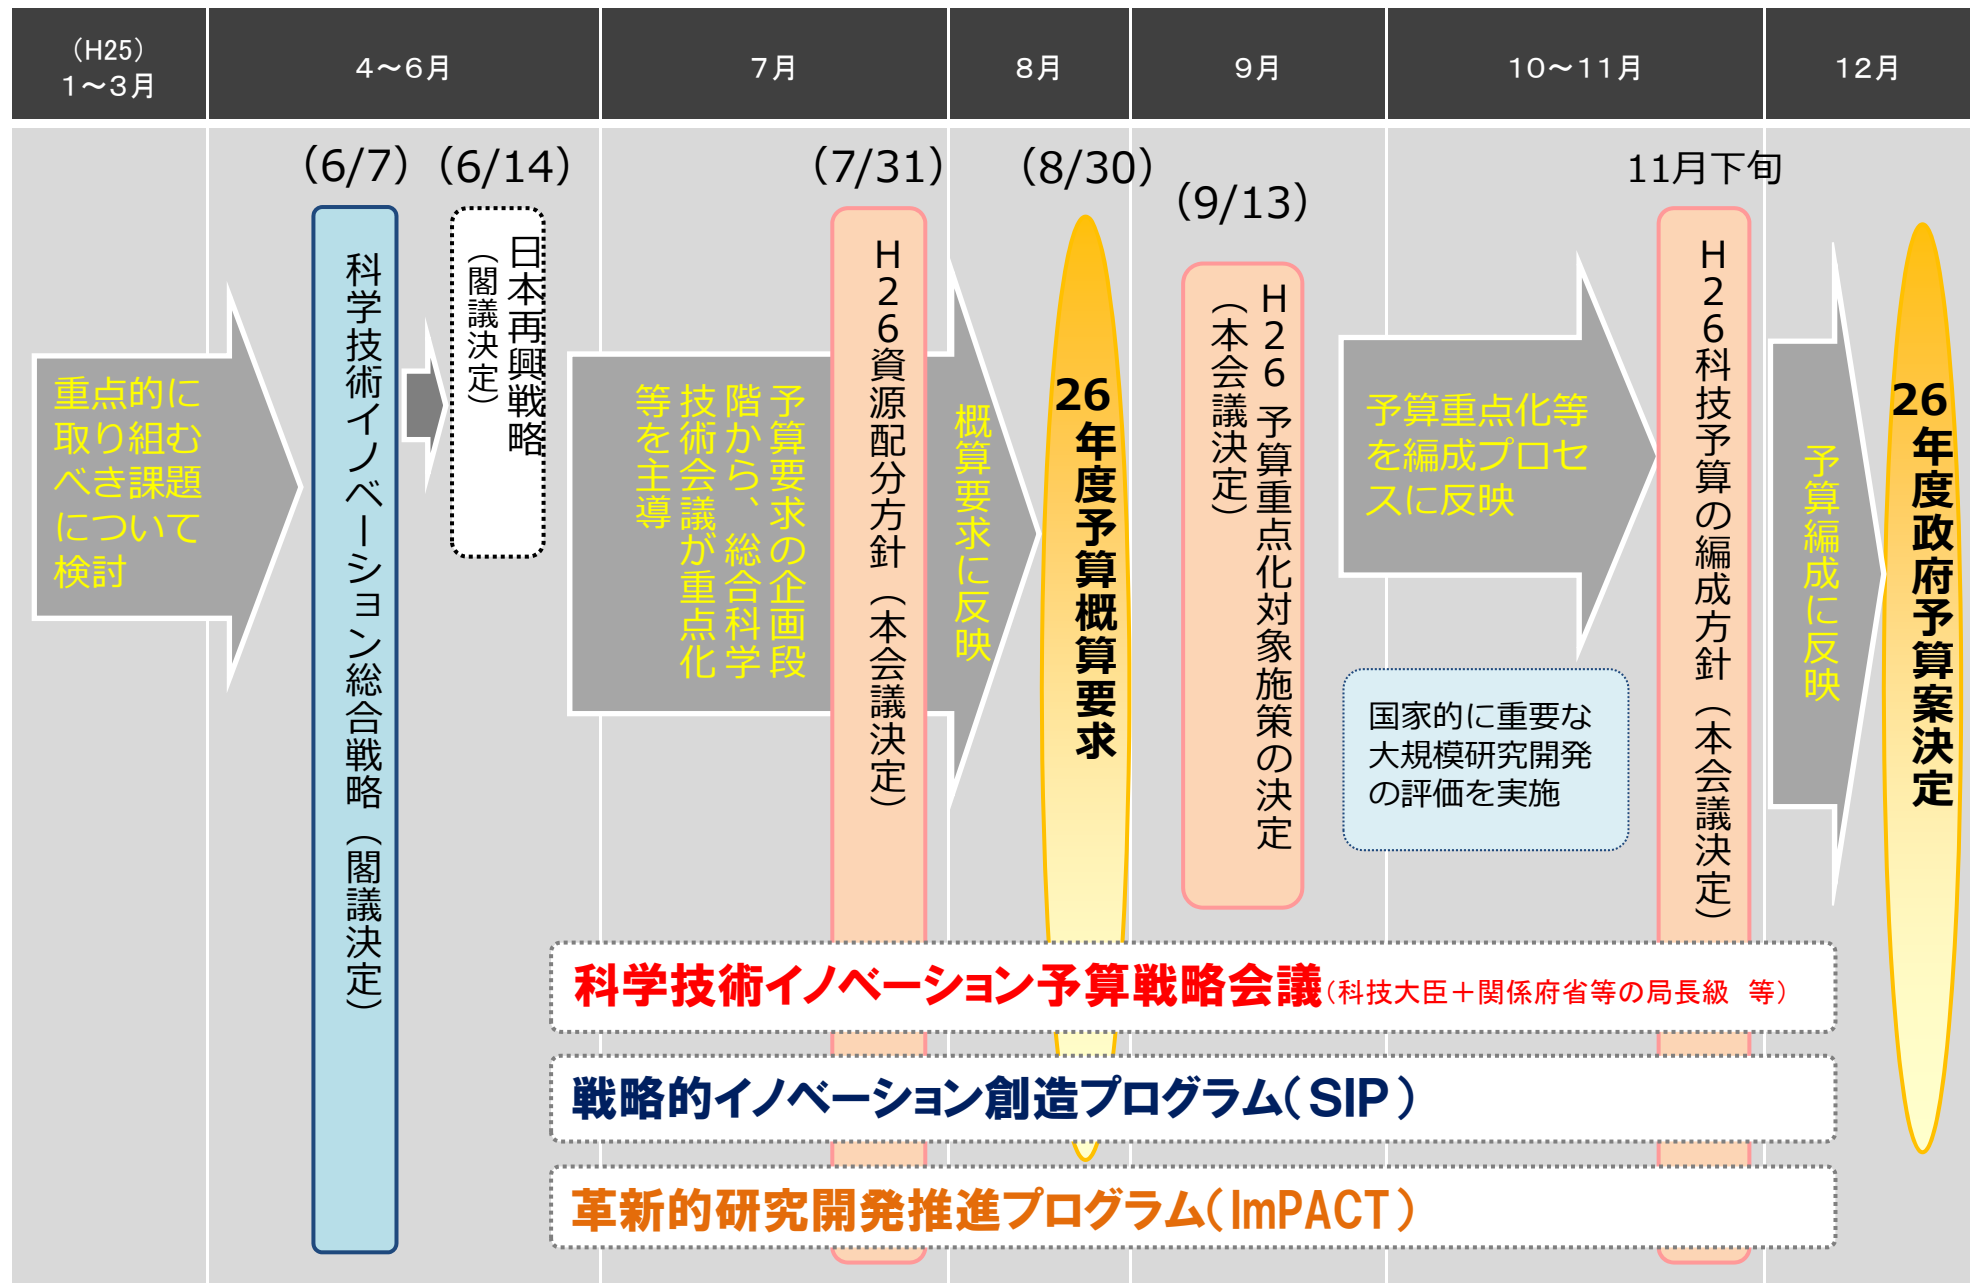 （H25）
１～３月
４～６月
７月
８月
９月
１０～１１月
１２月
（6/7）
（6/14）
（7/31）
（8/30）
（9/13）
11月下旬
重点的に
取り組む
べき課題
について
検討
科学技術イノベーション総合戦略（閣議決定）
日本再興戦略
（閣議決定）
予算要求の企画段
階から、総合科学
技術会議が重点化
等を主導
Ｈ２６資源配分方針（本会議決定）
概算要求に反映
26年度予算概算要求
Ｈ２６ 予算重点化対象施策の決定
（本会議決定）
予算重点化等
を編成プロセ
スに反映
国家的に重要な
大規模研究開発
の評価を実施
Ｈ２６科技予算の編成方針（本会議決定）
予算編成に反映
26年度政府予算案決定
科学技術イノベーション予算戦略会議（科技大臣＋関係府省等の局長級　等）
戦略的イノベーション創造プログラム（SIP）
革新的研究開発推進プログラム（ImPACT）